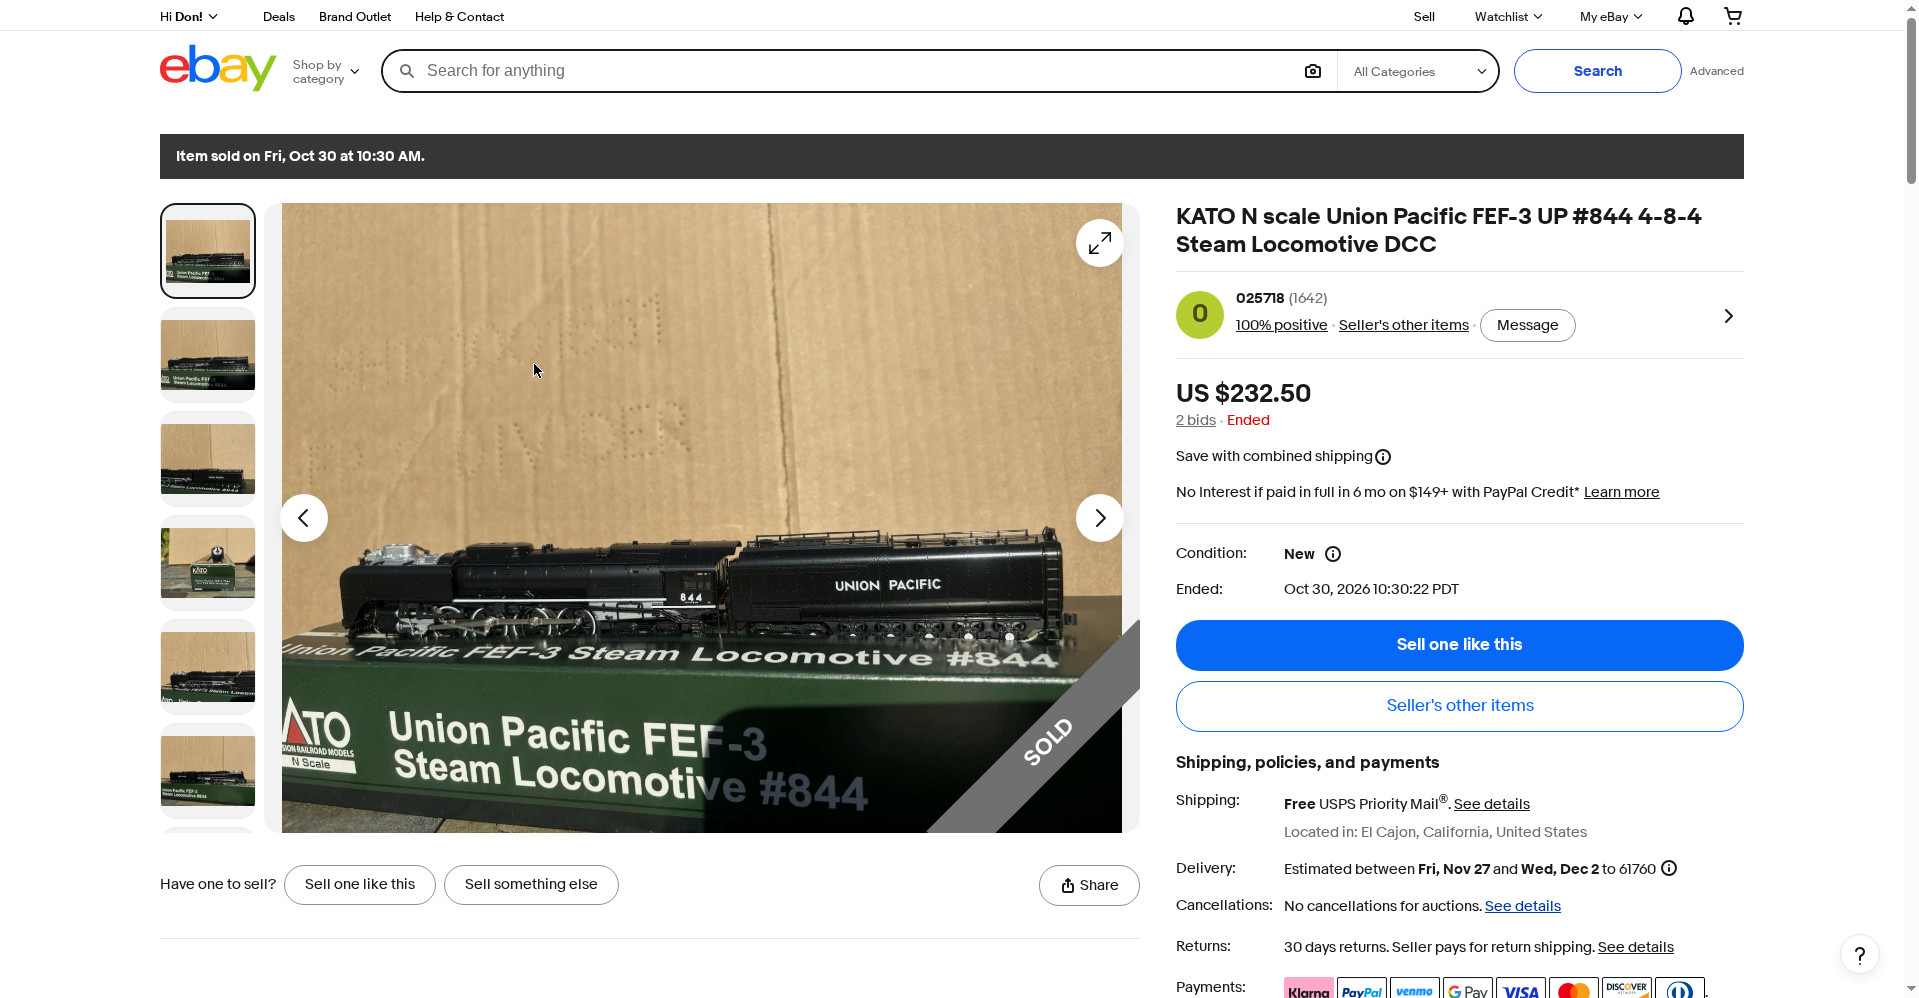 Hi Don!
Deals
Brand Outlet
Help & Contact
Sell
Watchlist
My eBay
ebay
Shop by category
Search for anything
All Categories
Search
Advanced
Item sold on Fri, Oct 30 at 10:30 AM.
UNION PACIFIC
844
Union Pacific FEF-3 Steam Locomotive #844
N Scale
Union Pacific FEF-3
Steam Locomotive #844
SOLD
KATO N scale Union Pacific FEF-3 UP #844 4-8-4
Steam Locomotive DCC
0
025718 (1642)
100% positive · Seller's other items · Message
US $232.50
2 bids · Ended
Save with combined shipping
No Interest if paid in full in 6 mo on $149+ with PayPal Credit* Learn more
Condition: New
Ended: Oct 30, 2026 10:30:22 PDT
Sell one like this
Seller's other items
Shipping, policies, and payments
Shipping: Free USPS Priority Mail®. See details
Located in: El Cajon, California, United States
Delivery: Estimated between Fri, Nov 27 and Wed, Dec 2 to 61760
Cancellations: No cancellations for auctions. See details
Returns: 30 days returns. Seller pays for return shipping. See details
Payments: Klarna PayPal venmo G Pay VISA DISCOVER
Have one to sell? Sell one like this Sell something else
Share
?